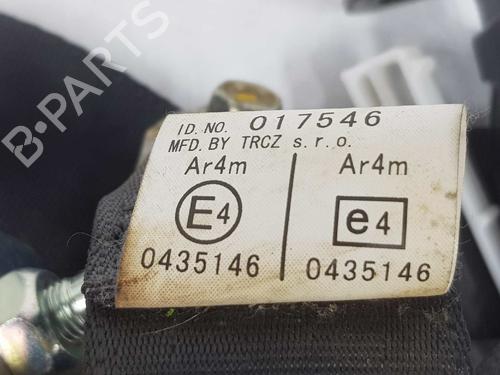 B-PARTS
ID. NO. 017546
MFD. BY TRCZ s.r.o.
Ar4m Ar4m
E4 e4
0435146 0435146